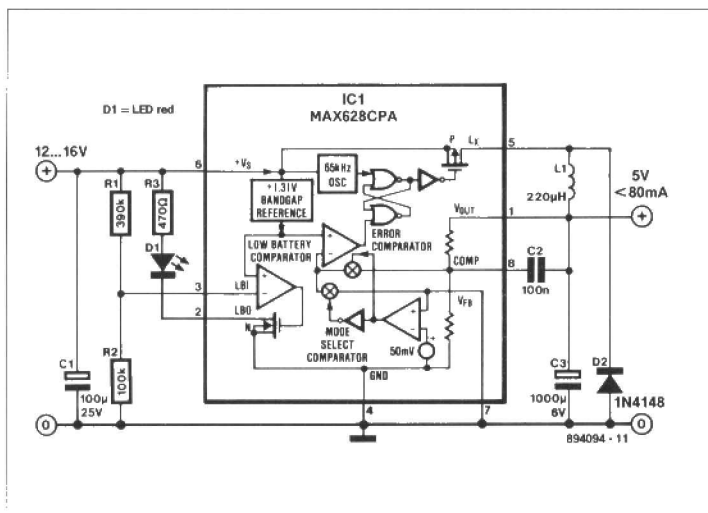 IC1
MAX628CPA
D1 = LED red
12...16V
+
6
+VS
R1
390k
R3
470Ω
D1
3
LBI
2
LBO
N
R2
100k
C1
100μ
25V
0
65kHz
OSC
+1.31V
BANDGAP
REFERENCE
LOW BATTERY
COMPARATOR
ERROR
COMPARATOR
P
LX
5
L1
220μH
5V
<80mA
+
VOUT
1
COMP
8
C2
100n
VFB
MODE
SELECT
COMPARATOR
50mV
GND
4
7
C3
1000μ
6V
D2
1N4148
0
894094 - 11